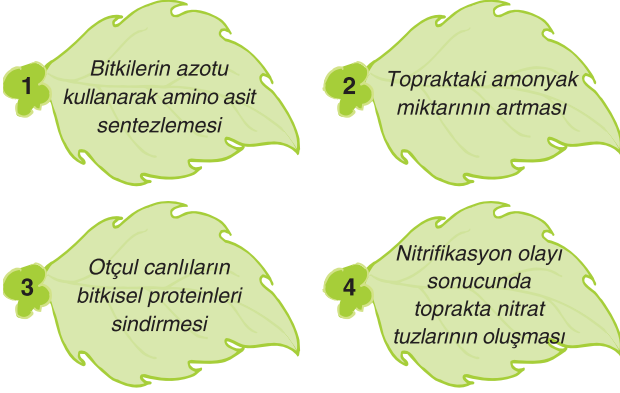 1
Bitkilerin azotu
kullanarak amino asit
sentezlemesi
2
Topraktaki amonyak
miktarının artması
3
Otçul canlıların
bitkisel proteinleri
sindirmesi
4
Nitrifikasyon olayı
sonucunda
toprakta nitrat
tuzlarının oluşması